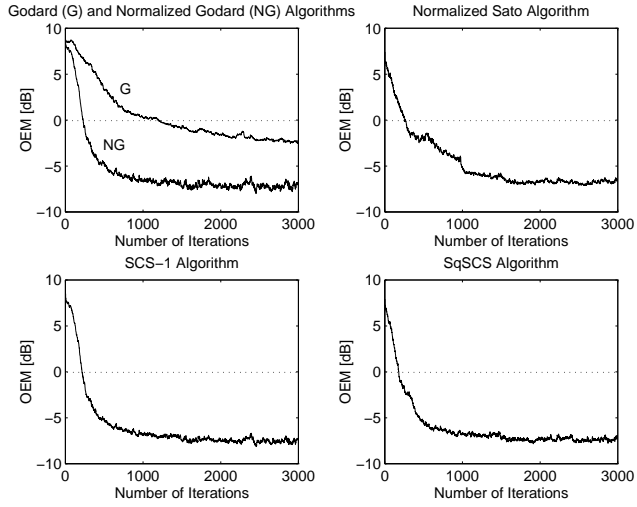 Godard (G) and Normalized Godard (NG) Algorithms
10
5
0
−5
−10
OEM [dB]
G
NG
0 1000 2000 3000
Number of Iterations
Normalized Sato Algorithm
10
5
0
−5
−10
OEM [dB]
0 1000 2000 3000
Number of Iterations
SCS−1 Algorithm
10
5
0
−5
−10
OEM [dB]
0 1000 2000 3000
Number of Iterations
SqSCS Algorithm
10
5
0
−5
−10
OEM [dB]
0 1000 2000 3000
Number of Iterations